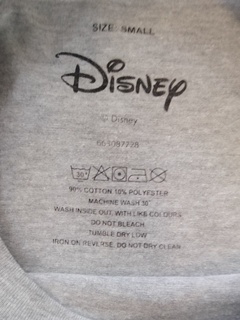 SIZE: SMALL
Disney
© Disney
90% COTTON 10% POLYESTER
MACHINE WASH 30°
WASH INSIDE OUT, WITH LIKE COLOURS
DO NOT BLEACH
TUMBLE DRY LOW
IRON ON REVERSE, DO NOT DRY CLEAN